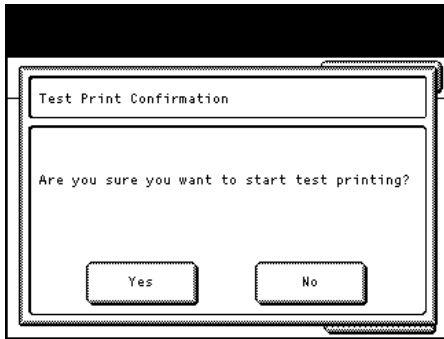 Test Print Confirmation
Are you sure you want to start test printing?
Yes No